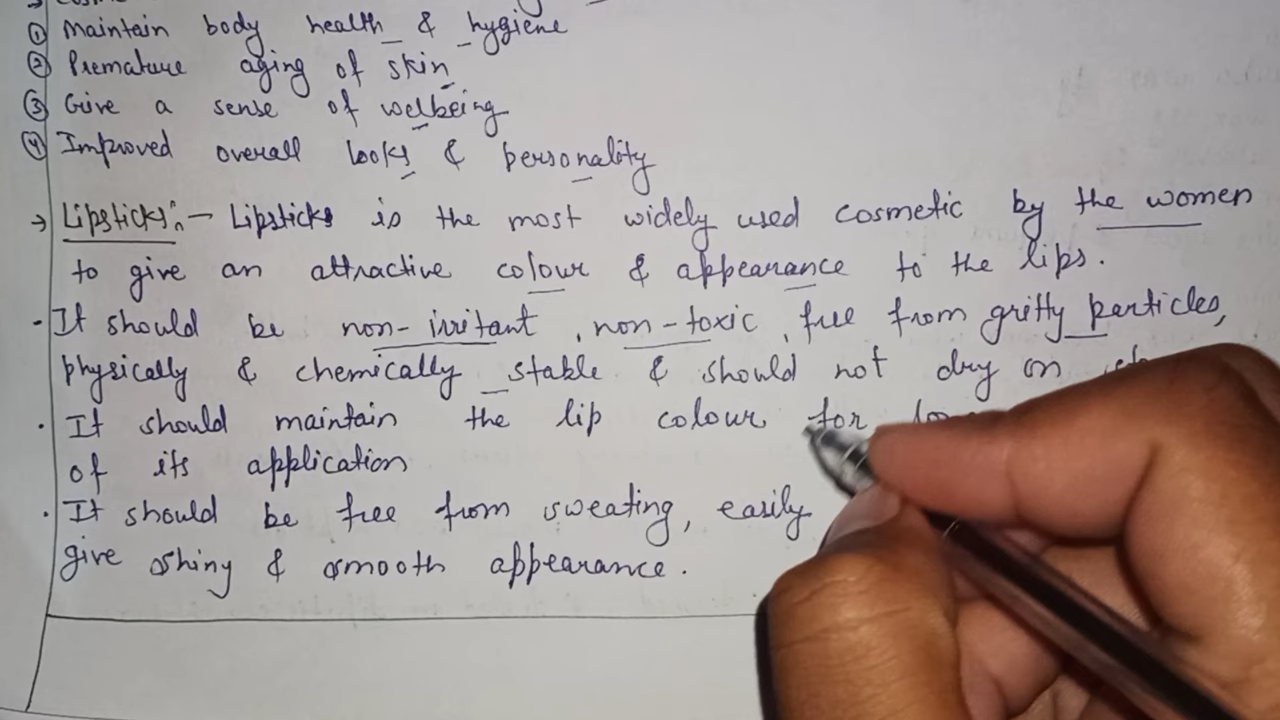 ① Maintain body health & hygiene
② Premature aging of skin
③ Give a sense of welbeing
④ Improved overall looks & personality
→ Lipsticks:- Lipsticks is the most widely used cosmetic by the women
to give an attractive colour & appearance to the lips.
· It should be non-irritant, non-toxic, free from gritty particles,
physically & chemically stable & should not dry on
· It should maintain the lip colour for
of its application
· It should be free from sweating, easily
give shiny & smooth appearance.